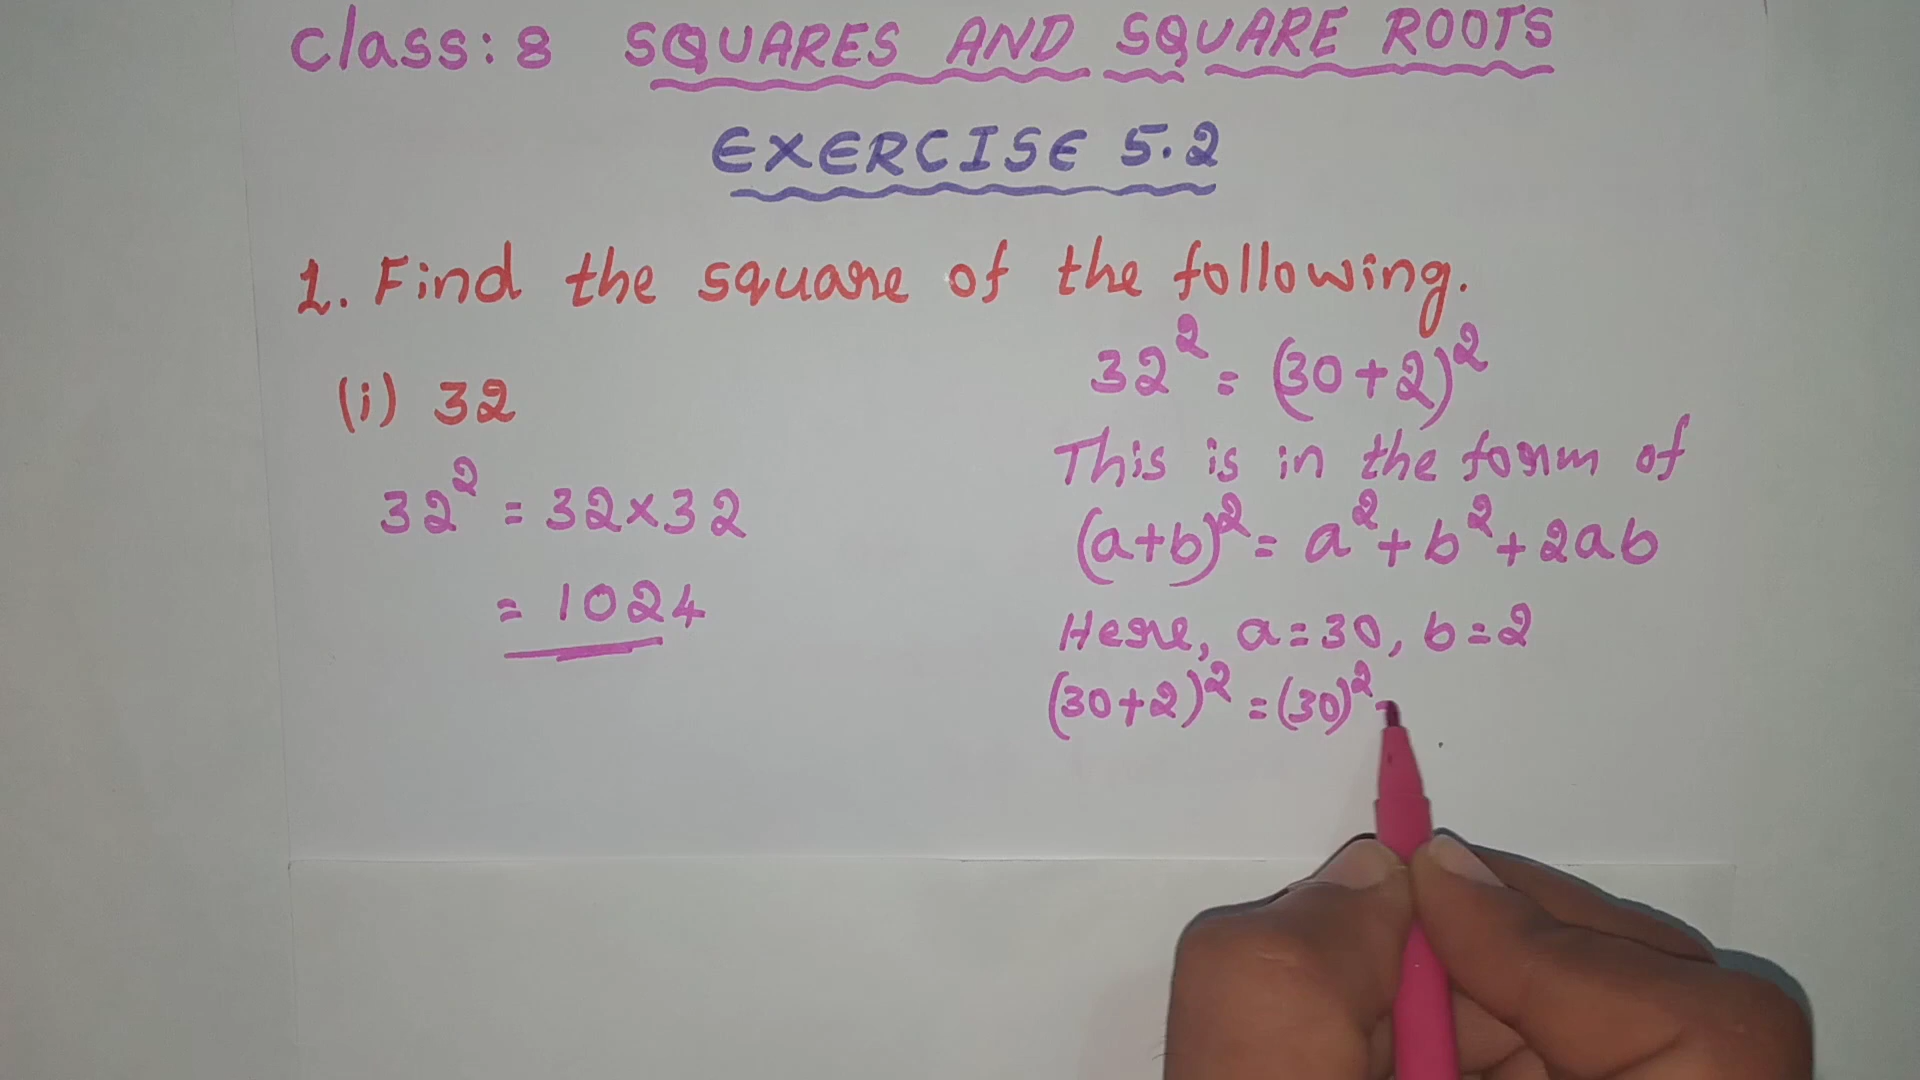 Class: 8 SQUARES AND SQUARE ROOTS
EXERCISE 5.2
1. Find the square of the following.
(i) 32
32² = 32×32
= 1024
32² = (30+2)²
This is in the form of
(a+b)² = a²+b²+2ab
Here, a=30, b=2
(30+2)² = (30)²